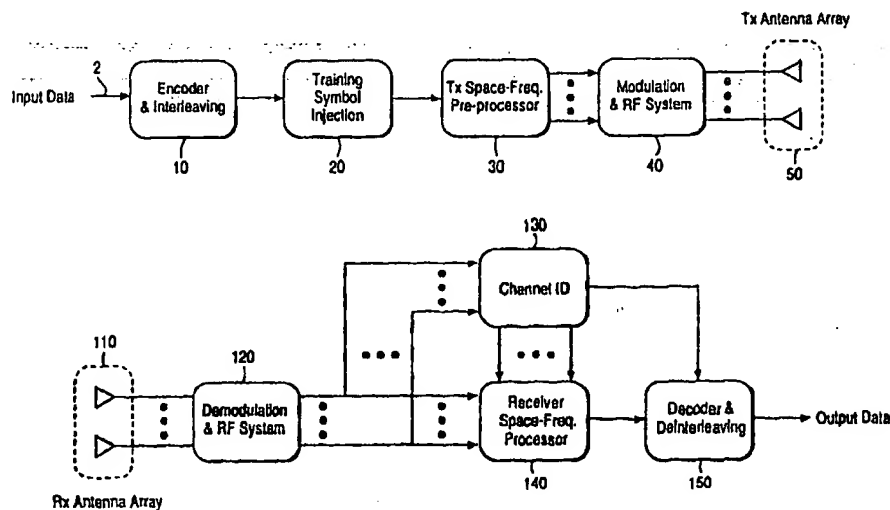 Tx Antenna Array
2
Input Data
Encoder
& Interleaving
10
Training
Symbol
Injection
20
Tx Space-Freq.
Pre-processor
30
Modulation
& RF System
40
50
130
Channel ID
110
120
Demodulation
& RF System
Receiver
Space-Freq.
Processor
140
Decoder &
Deinterleaving
150
Output Data
Rx Antenna Array